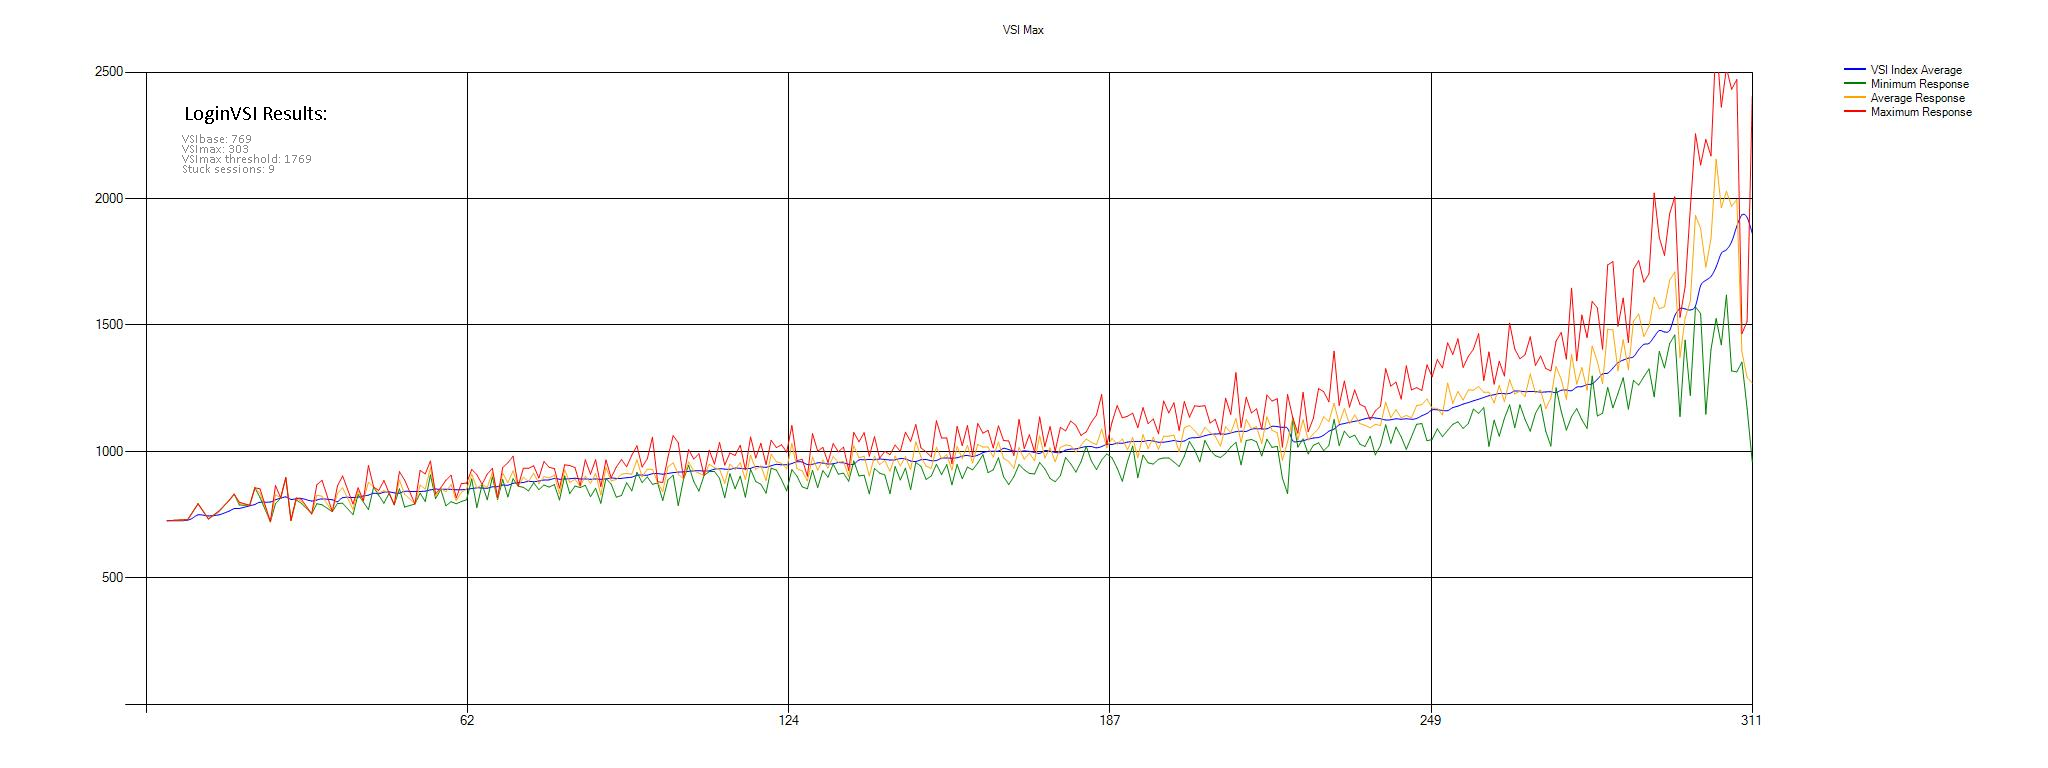 VSI Max
2500
2000
1500
1000
500
LoginVSI Results:
VSIbase: 769
VSImax: 303
VSImax threshold: 1769
Stuck sessions: 9
VSI Index Average
Minimum Response
Average Response
Maximum Response
62
124
187
249
311